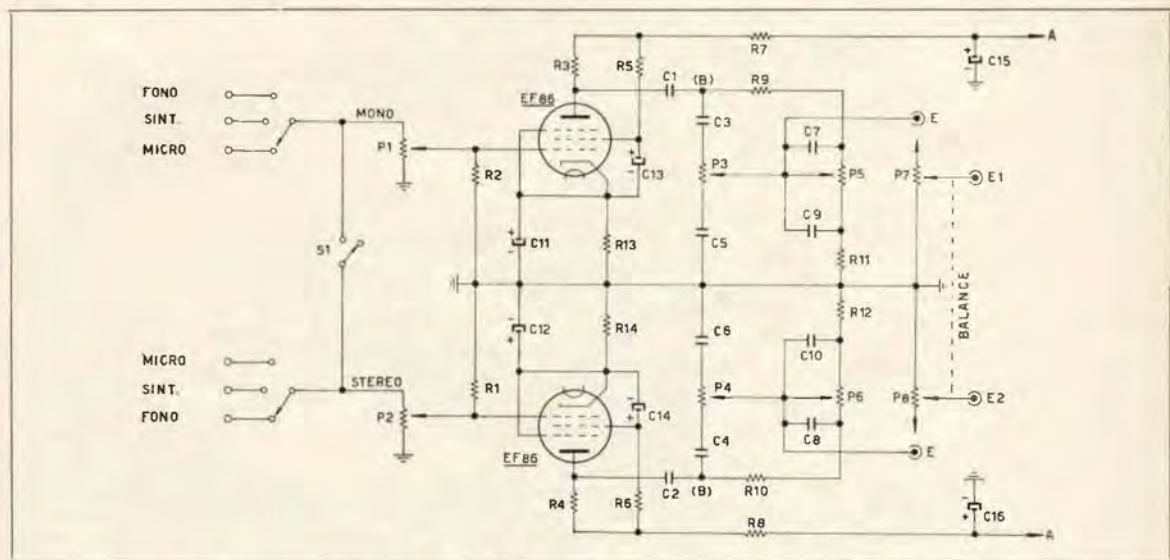 A
R7
R3
R5
C15
C1
(B)
R9
FONO
EF86
E
SINT.
MONO
C3
C7
MICRO
P1
P3
P5
P7
E1
R2
C13
C9
S1
C11
R13
C5
R11
BALANCE
C12
R14
R12
C6
C10
MICRO
R1
SINT.
STEREO
P4
P6
P8
E2
FONO
P2
C14
C4
C8
E
EF86
C2
(B)
R10
R4
R6
C16
R8
A